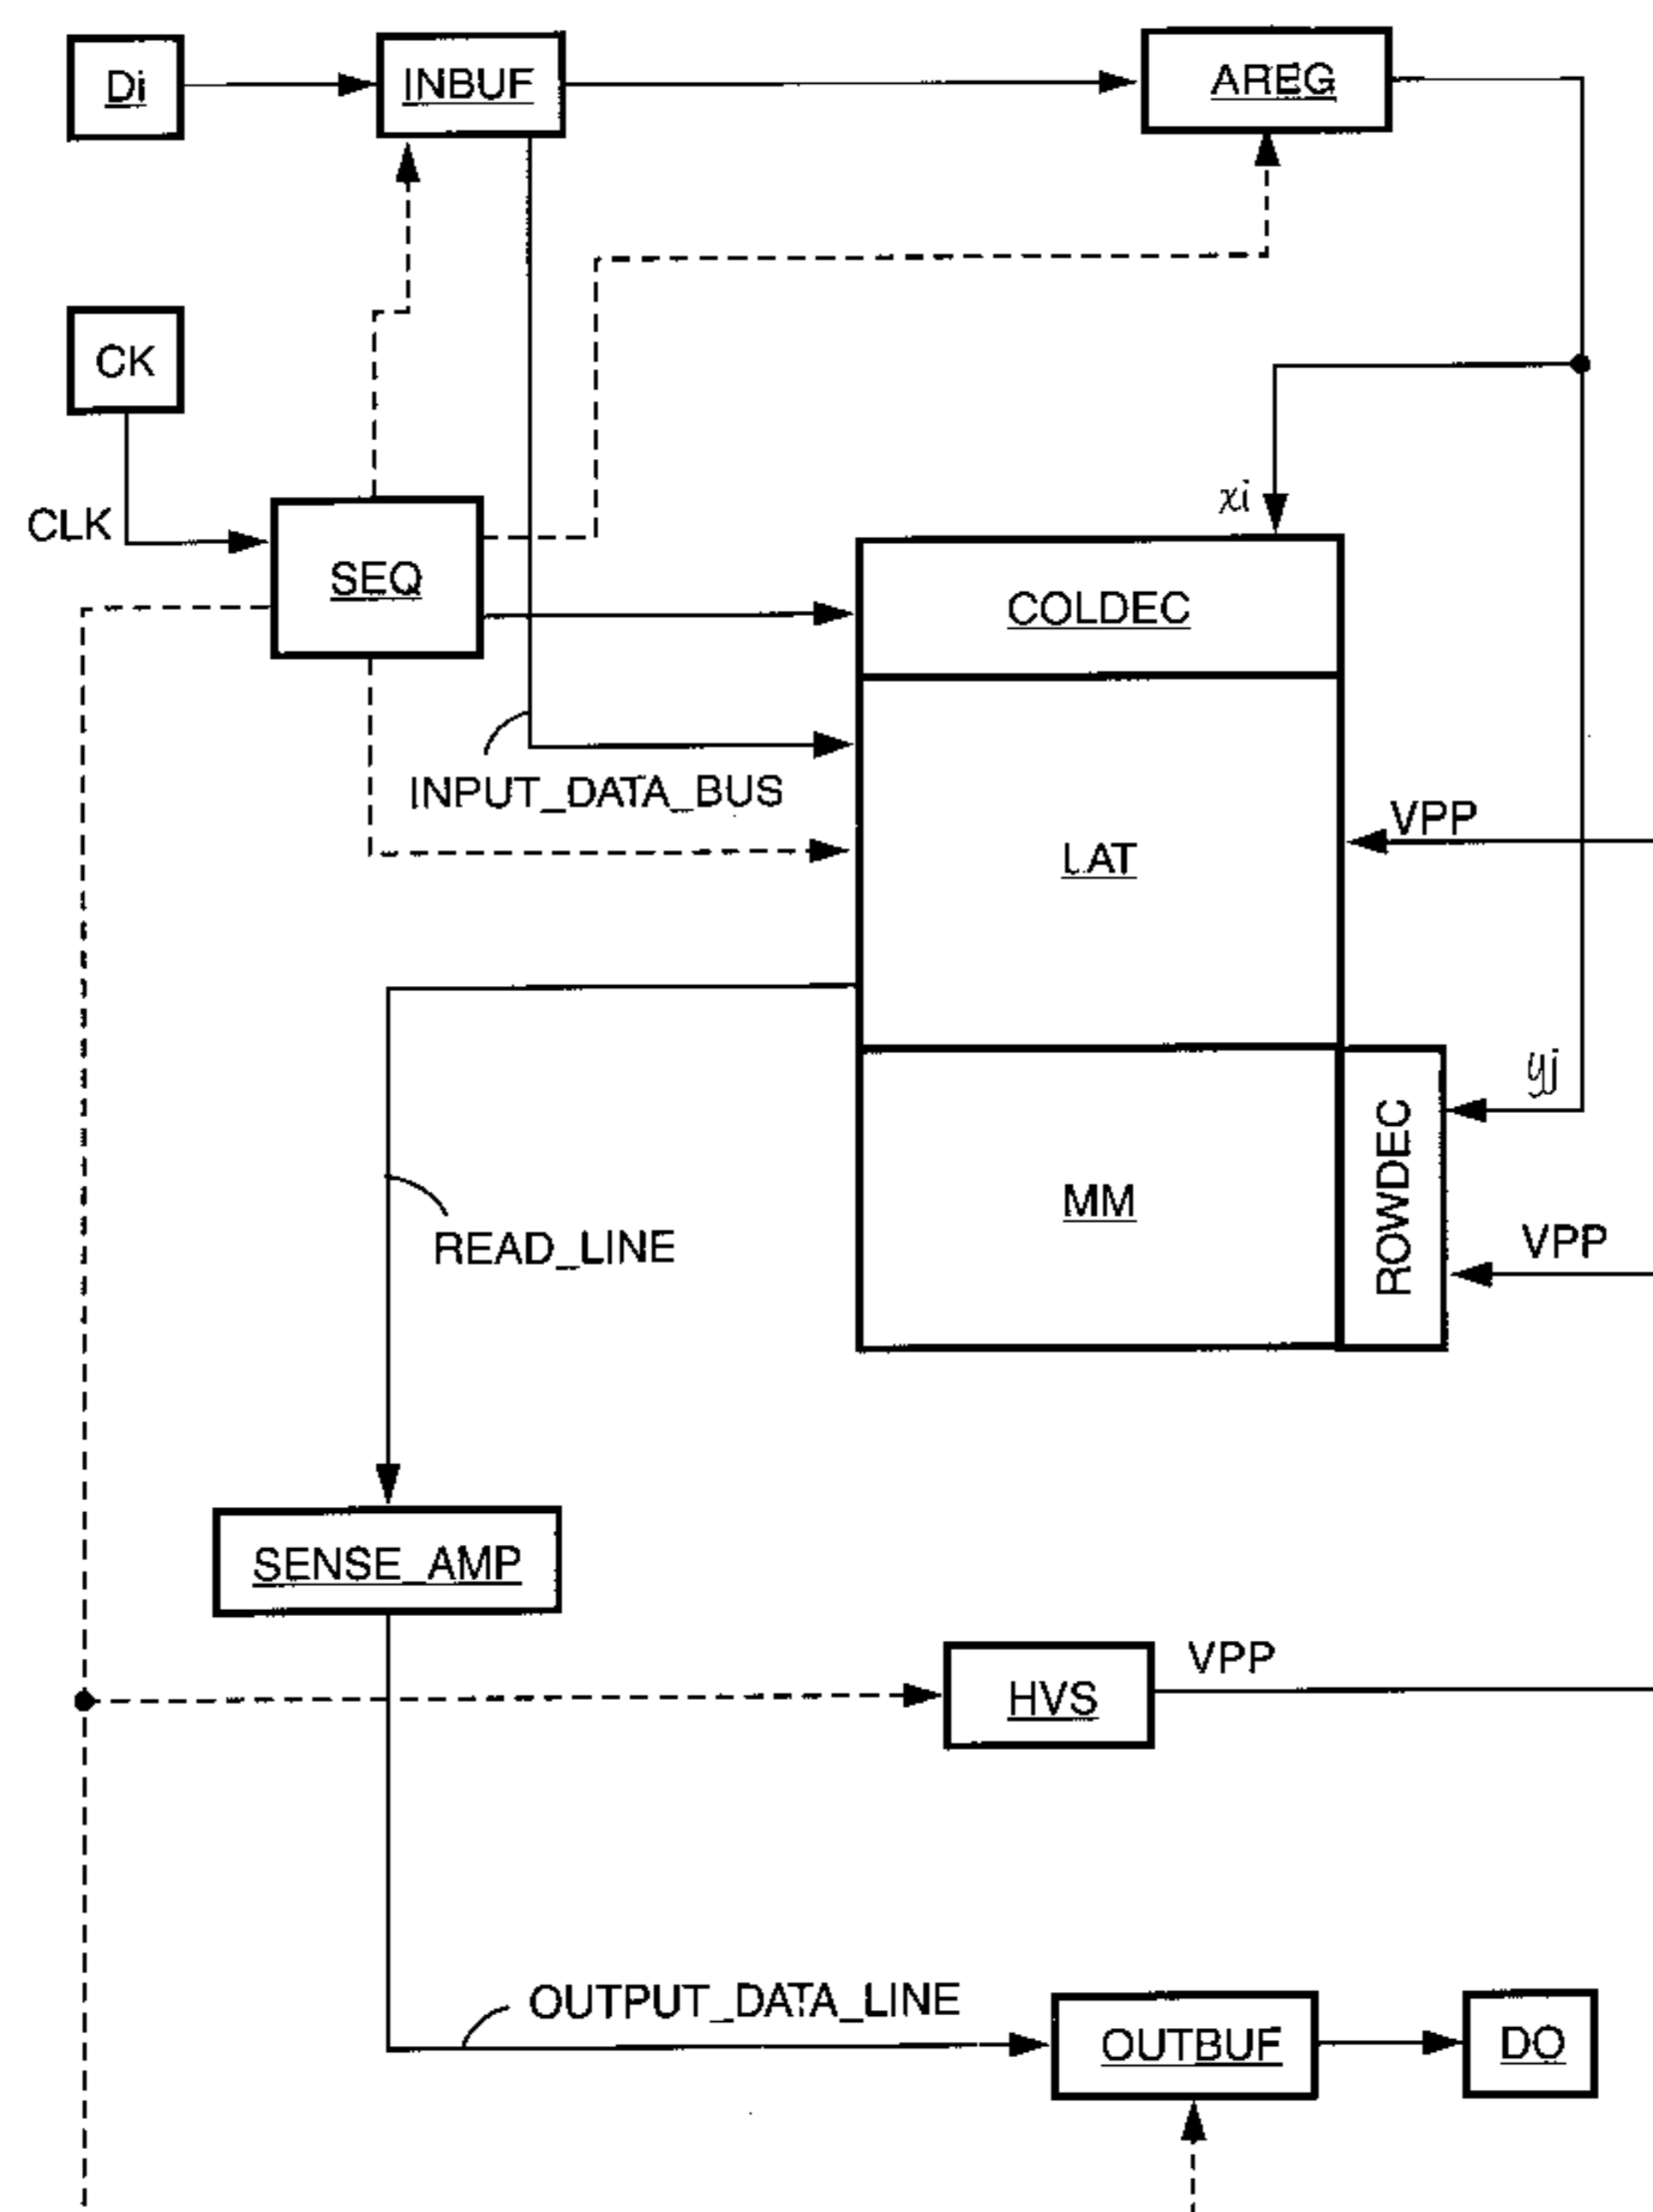 Di
INBUF
AREG
CK
CLK
xi
SEQ
COLDEC
INPUT_DATA_BUS
VPP
LAT
yj
ROWDEC
MM
VPP
READ_LINE
SENSE_AMP
VPP
HVS
OUTPUT_DATA_LINE
OUTBUF
DO